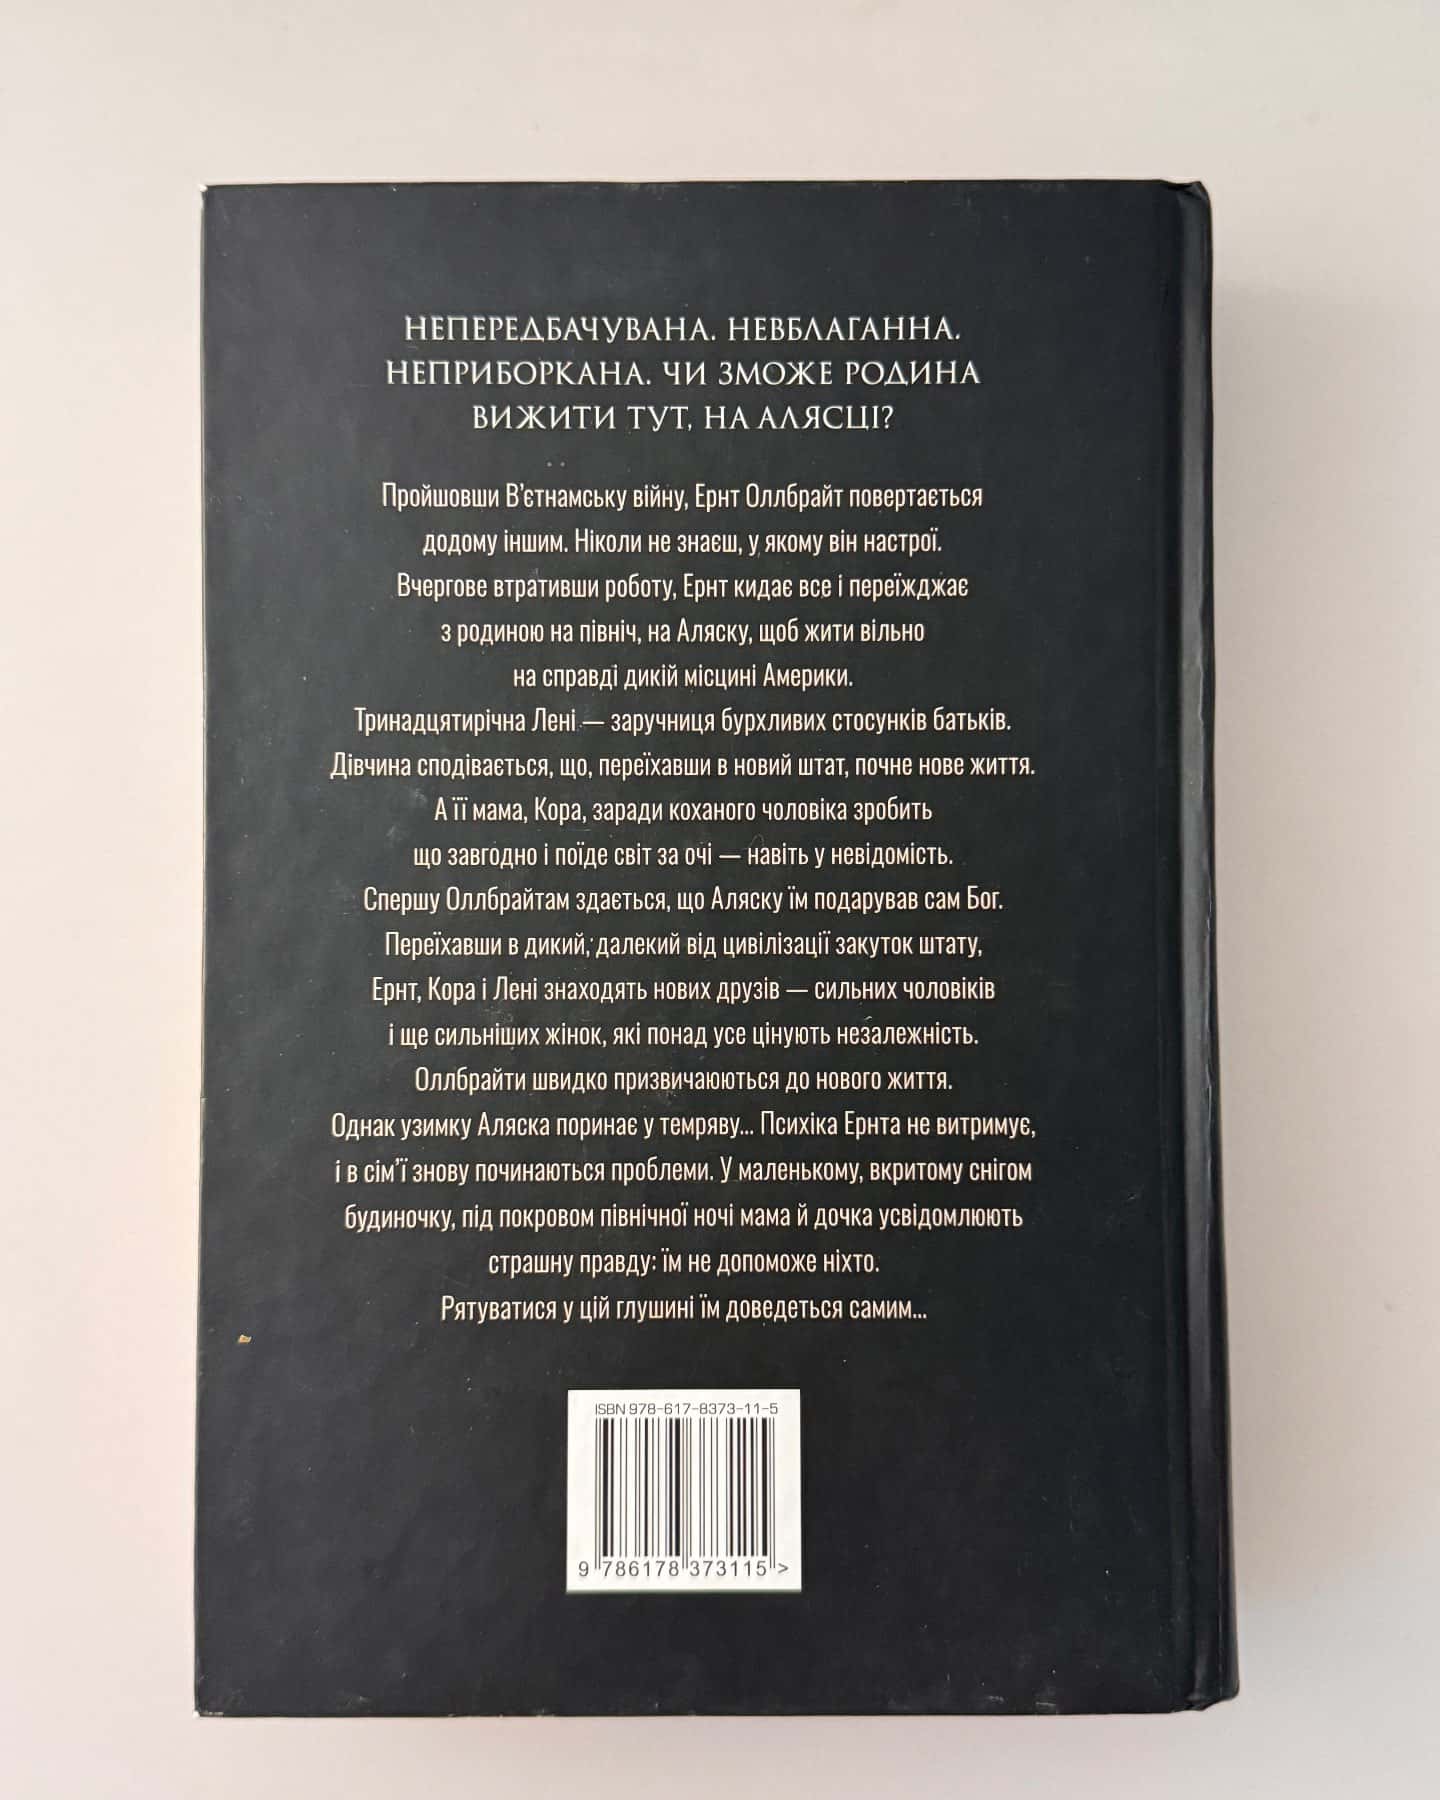 НЕПЕРЕДБАЧУВАНА. НЕВБЛАГАННА.
НЕПРИБОРКАНА. ЧИ ЗМОЖЕ РОДИНА
ВИЖИТИ ТУТ, НА АЛЯСЦІ?
Пройшовши В’єтнамську війну, Ернт Оллбрайт повертається
додому іншим. Ніколи не знаєш, у якому він настрої.
Вчергове втративши роботу, Ернт кидає все і переїжджає
з родиною на північ, на Аляску, щоб жити вільно
на справді дикій місцині Америки.
Тринадцятирічна Лені — заручниця бурхливих стосунків батьків.
Дівчина сподівається, що, переїхавши в новий штат, почне нове життя.
А її мама, Кора, заради коханого чоловіка зробить
що завгодно і поїде світ за очі — навіть у невідомість.
Спершу Оллбрайтам здається, що Аляску їм подарував сам Бог.
Переїхавши в дикий, далекий від цивілізації закуток штату,
Ернт, Кора і Лені знаходять нових друзів — сильних чоловіків
і ще сильніших жінок, які понад усе цінують незалежність.
Оллбрайти швидко призвичаюються до нового життя.
Однак узимку Аляска поринає у темряву... Психіка Ернта не витримує,
і в сім’ї знову починаються проблеми. У маленькому, вкритому снігом
будиночку, під покровом північної ночі мама й дочка усвідомлюють
страшну правду: їм не допоможе ніхто.
Рятуватися у цій глушині їм доведеться самим...
ISBN 978-617-8373-11-5
9 786178 373115 >